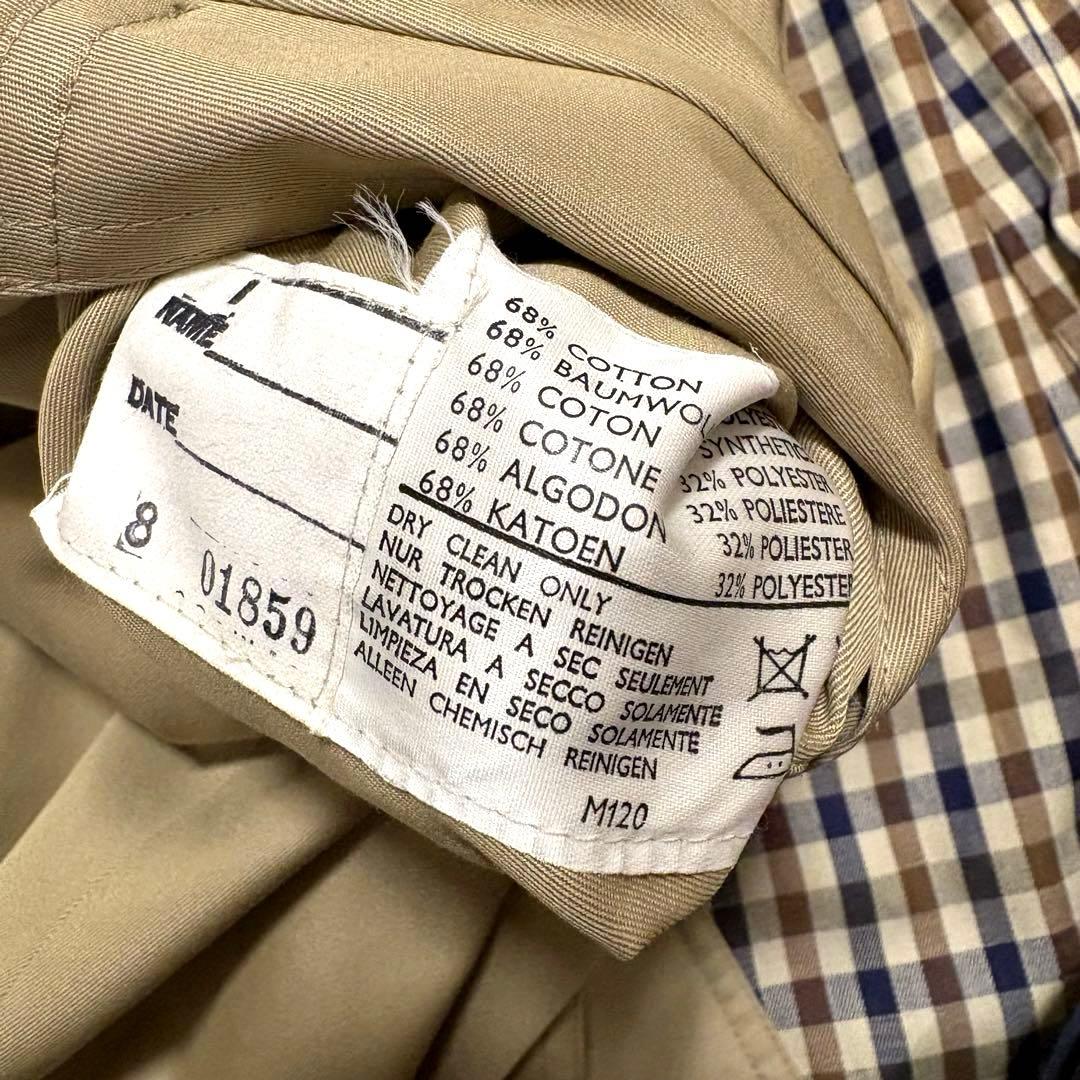 NAME
DATE
8
01859
68% COTTON
68%
68% COTON
68% COTONE
68% ALGODON
68% KATOEN
SYNTHETIC
32% POLYESTER
32% POLIESTERE
32% POLIESTER
32% POLYESTER
DRY CLEAN ONLY
NUR TROCKEN REINIGEN
NETTOYAGE A SEC SEULEMENT
LAVATURA A SECCO SOLAMENTE
LIMPIEZA EN SECO SOLAMENTE
ALLEEN CHEMISCH REINIGEN
M120